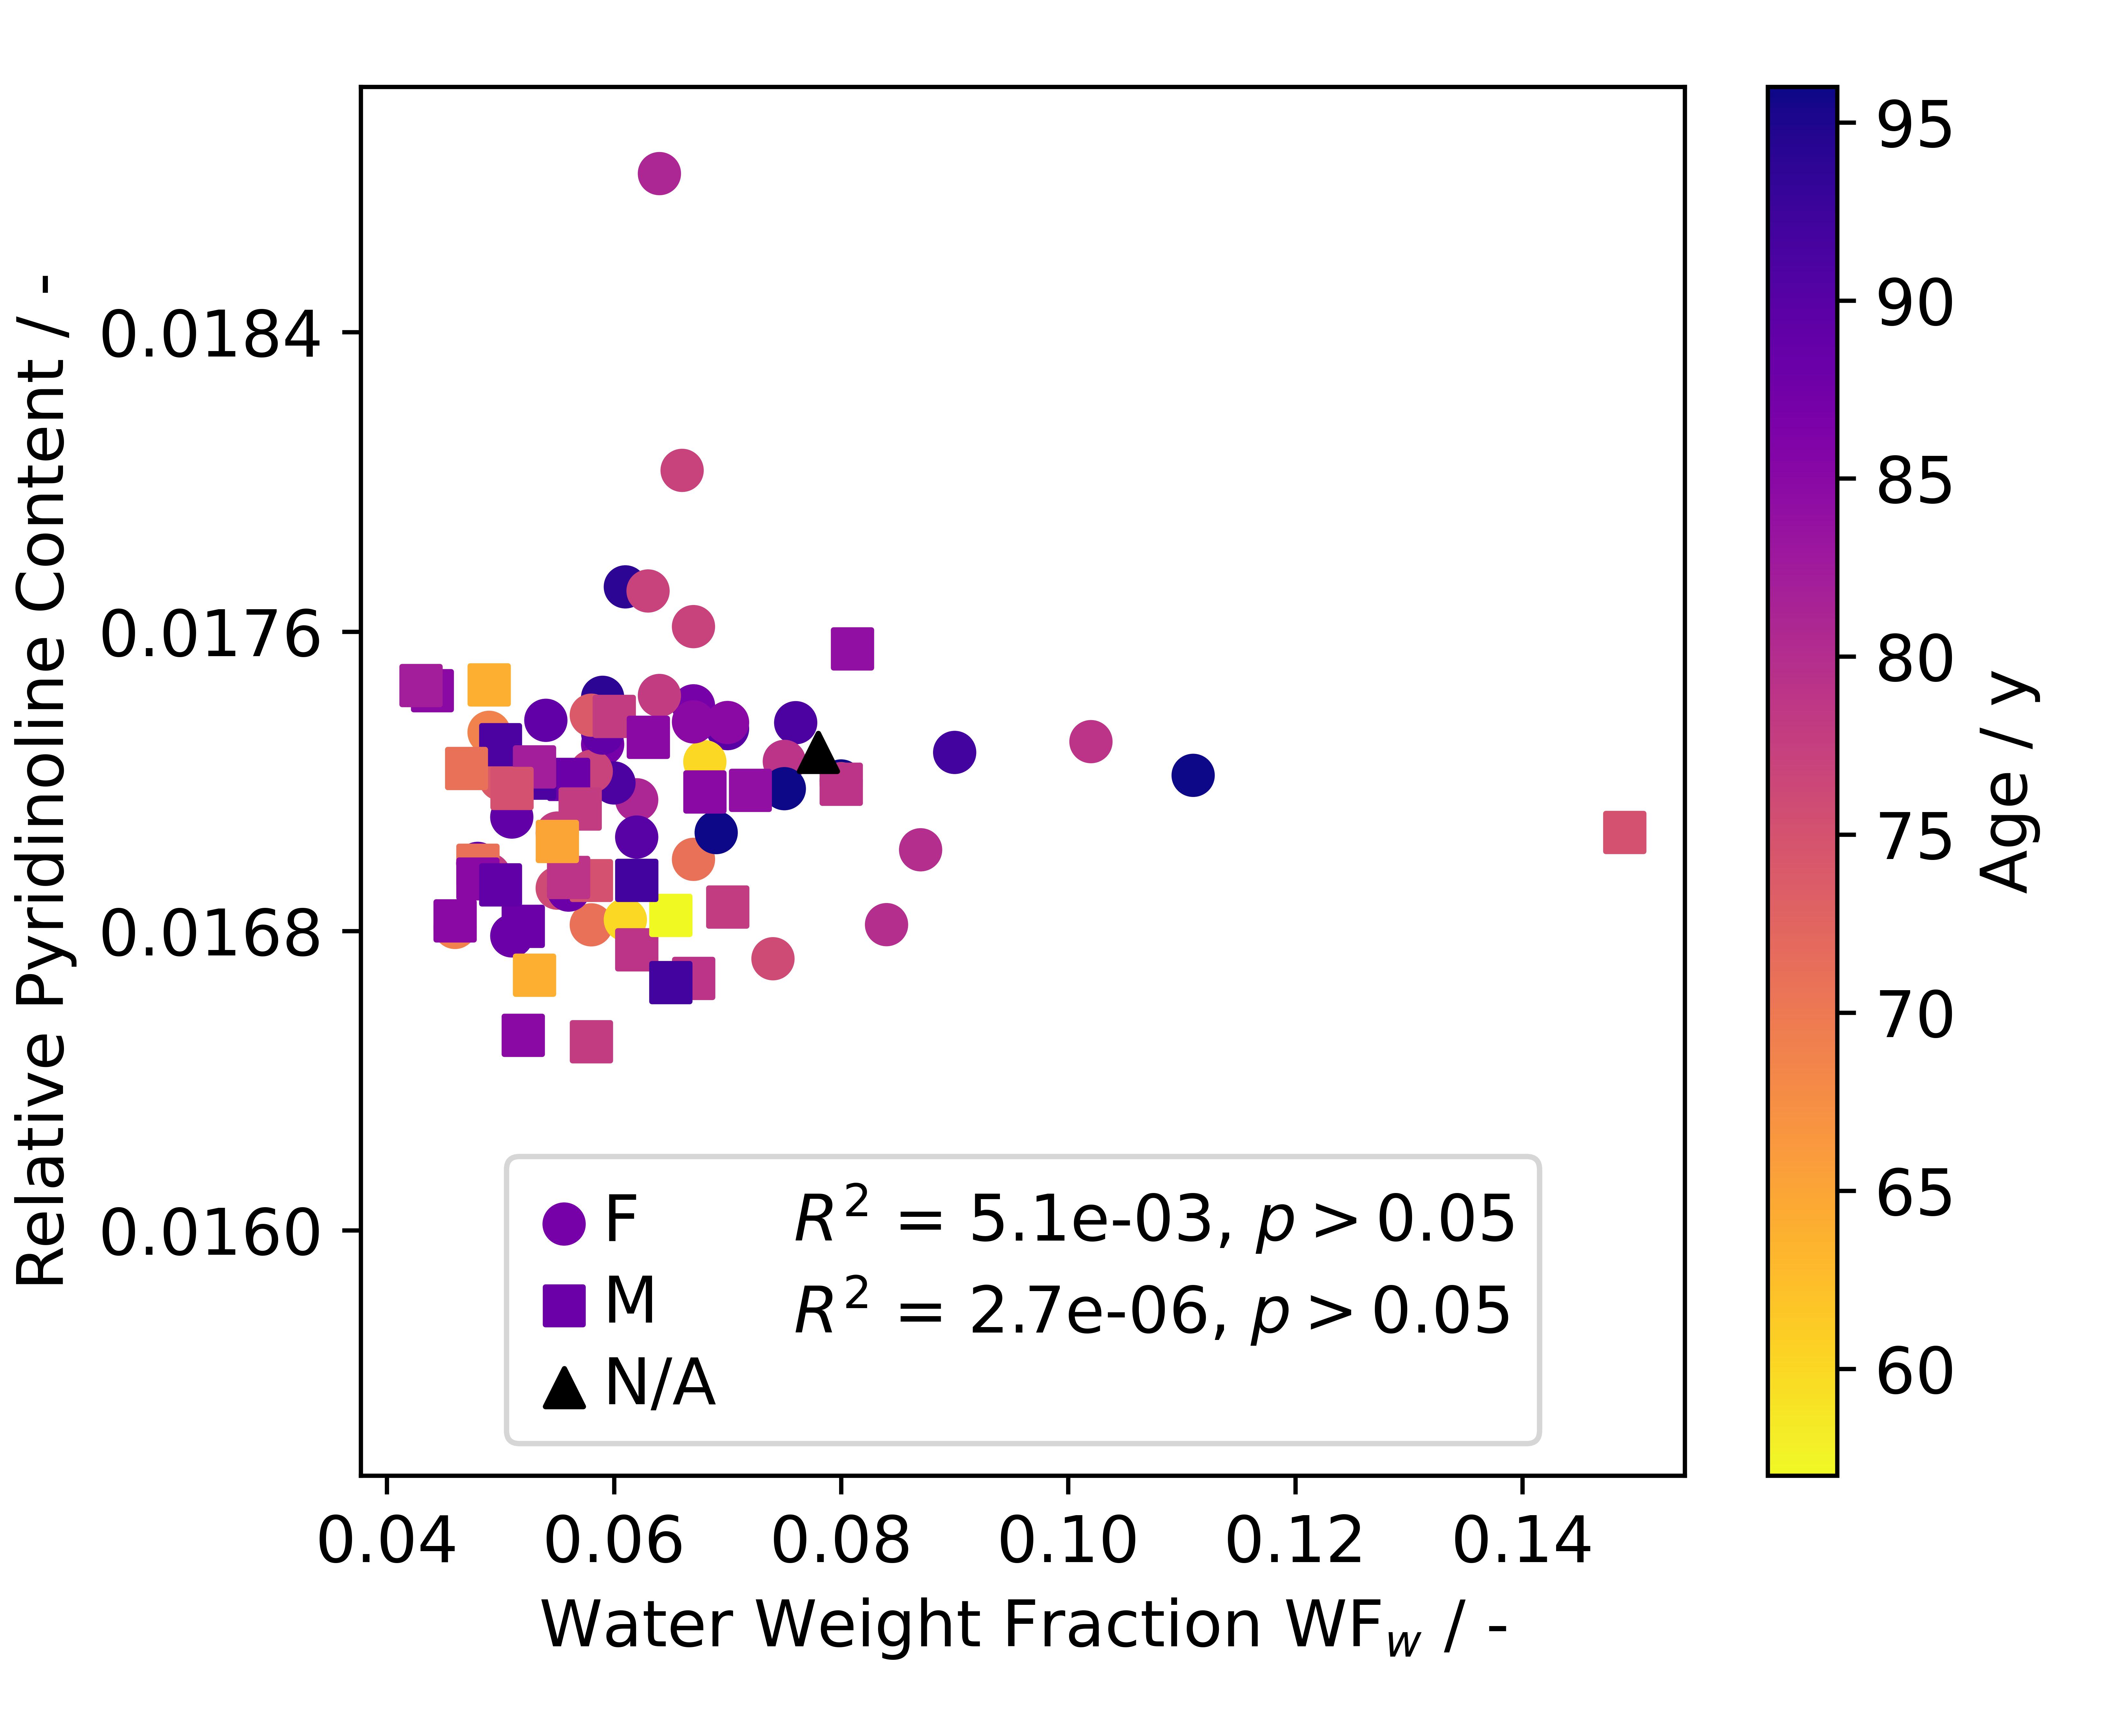 Relative Pyridinoline Content / -
0.0184
0.0176
0.0168
0.0160
F R² = 5.1e-03, p > 0.05
M R² = 2.7e-06, p > 0.05
N/A
0.04 0.06 0.08 0.10 0.12 0.14
Water Weight Fraction WF_w / -
95
90
85
80
75
70
65
60
Age / y